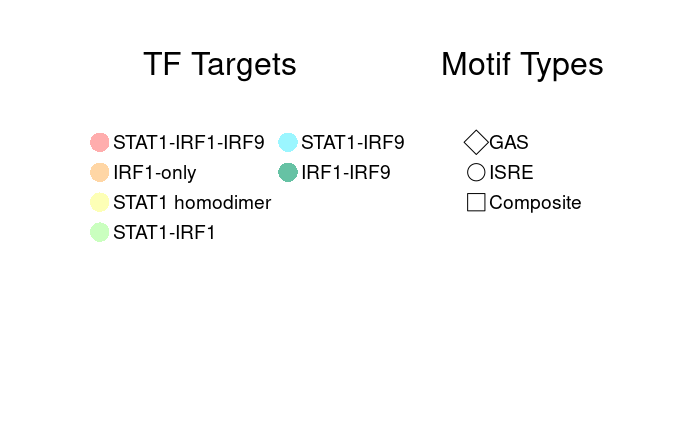 TF Targets
STAT1-IRF1-IRF9
IRF1-only
STAT1 homodimer
STAT1-IRF1
STAT1-IRF9
IRF1-IRF9
Motif Types
GAS
ISRE
Composite